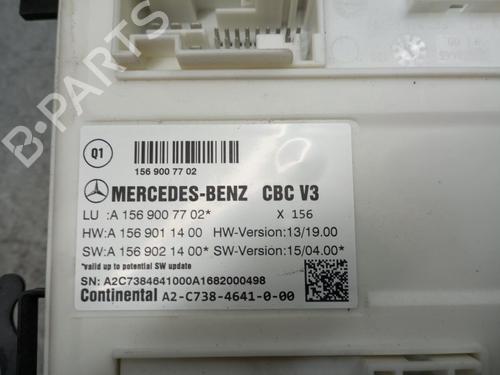 B-PARTS
Q1
156 900 77 02
MERCEDES-BENZ CBC V3
LU :A 156 900 77 02* X 156
HW:A 156 901 14 00 HW-Version:13/19.00
SW:A 156 902 14 00* SW-Version:15/04.00*
*valid up to potential SW update
SN: A2C7384641000A1682000498
Continental A2-C738-4641-0-00